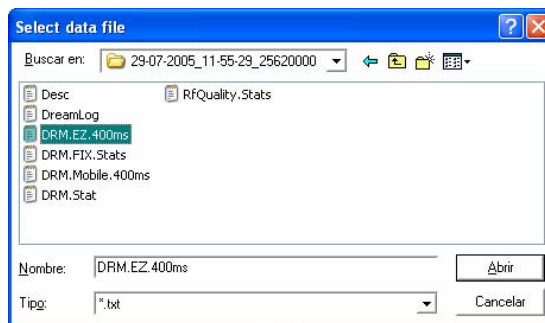 Select data file
Buscar en: 29-07-2005_11-55-29_25620000
Desc RfQuality.Stats
DreamLog
DRM.EZ.400ms
DRM.FIX.Stats
DRM.Mobile.400ms
DRM.Stat
Nombre: DRM.EZ.400ms Abrir
Tipo: *.txt Cancelar